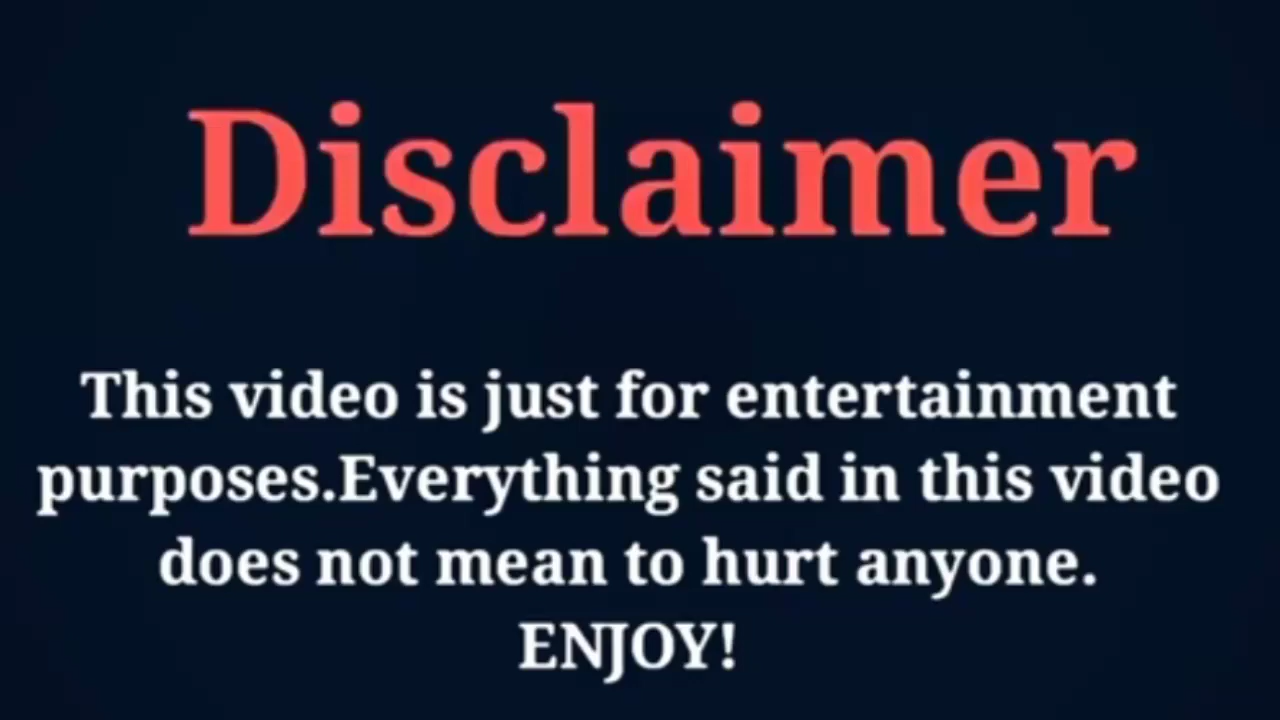 Disclaimer
This video is just for entertainment
purposes.Everything said in this video
does not mean to hurt anyone.
ENJOY!